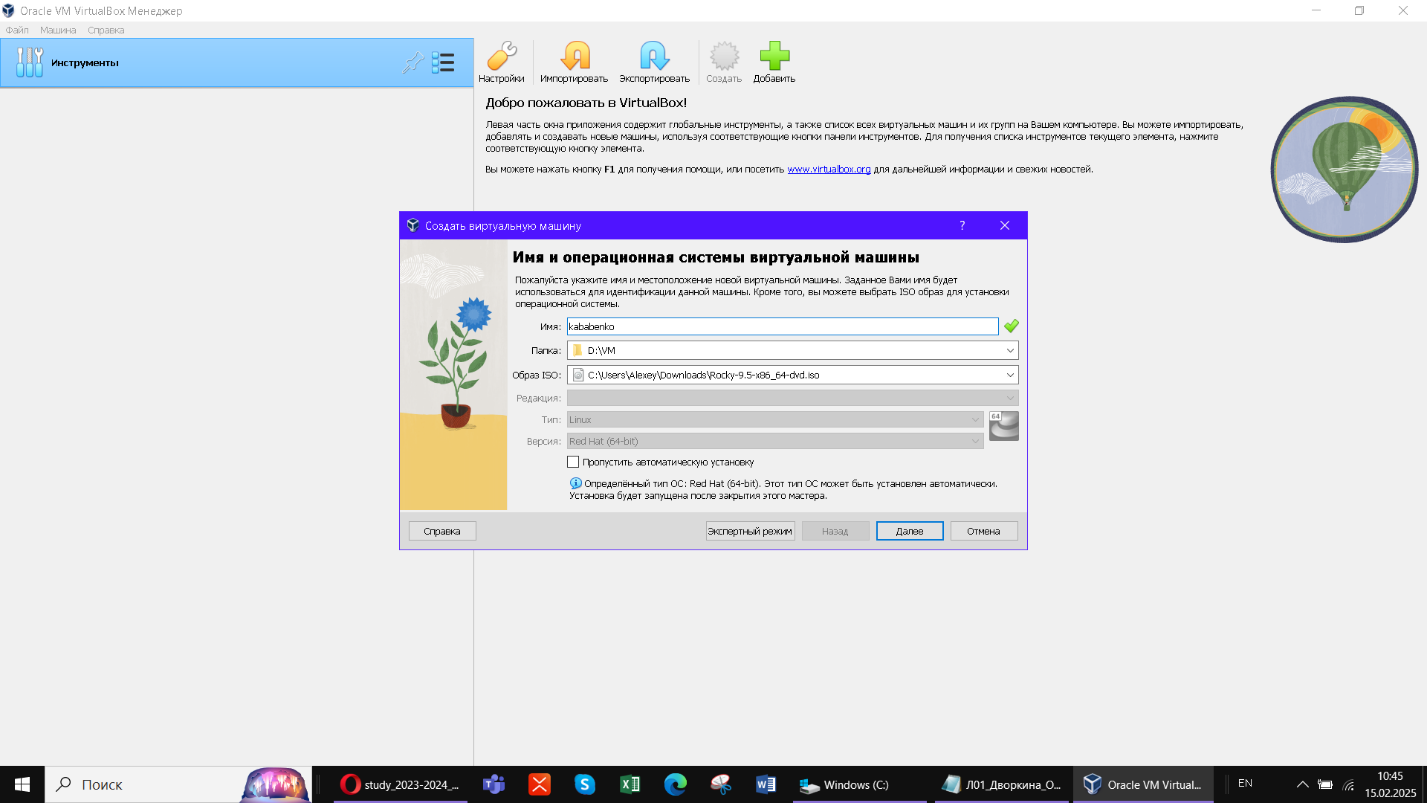 Oracle VM VirtualBox Менеджер
Файл Машина Справка
Инструменты
Настройки Импортировать Экспортировать Создать Добавить
Добро пожаловать в VirtualBox!
Левая часть окна приложения содержит глобальные инструменты, а также список всех виртуальных машин и их групп на Вашем компьютере. Вы можете импортировать,
добавлять и создавать новые машины, используя соответствующие кнопки панели инструментов. Для получения списка инструментов текущего элемента, нажмите
соответствующую кнопку элемента.
Вы можете нажать кнопку F1 для получения помощи, или посетить www.virtualbox.org для дальнейшей информации и свежих новостей.
Создать виртуальную машину
?
Имя и операционная системы виртуальной машины
Пожалуйста укажите имя и местоположение новой виртуальной машины. Заданное Вами имя будет
использоваться для идентификации данной машины. Кроме того, вы можете выбрать ISO образ для установки
операционной системы.
Имя: kababenko
Папка: D:\VM
Образ ISO: C:\Users\Alexey\Downloads\Rocky-9.5-x86_64-dvd.iso
Редакция:
Тип: Linux
64
Версия: Red Hat (64-bit)
Пропустить автоматическую установку
Определённый тип ОС: Red Hat (64-bit). Этот тип ОС может быть установлен автоматически.
Установка будет запущена после закрытия этого мастера.
Справка Экспертный режим Назад Далее Отмена
Поиск study_2023-2024_... Windows (C:) Л01_Дворкина_О... Oracle VM Virtual... EN 10:45
15.02.2025